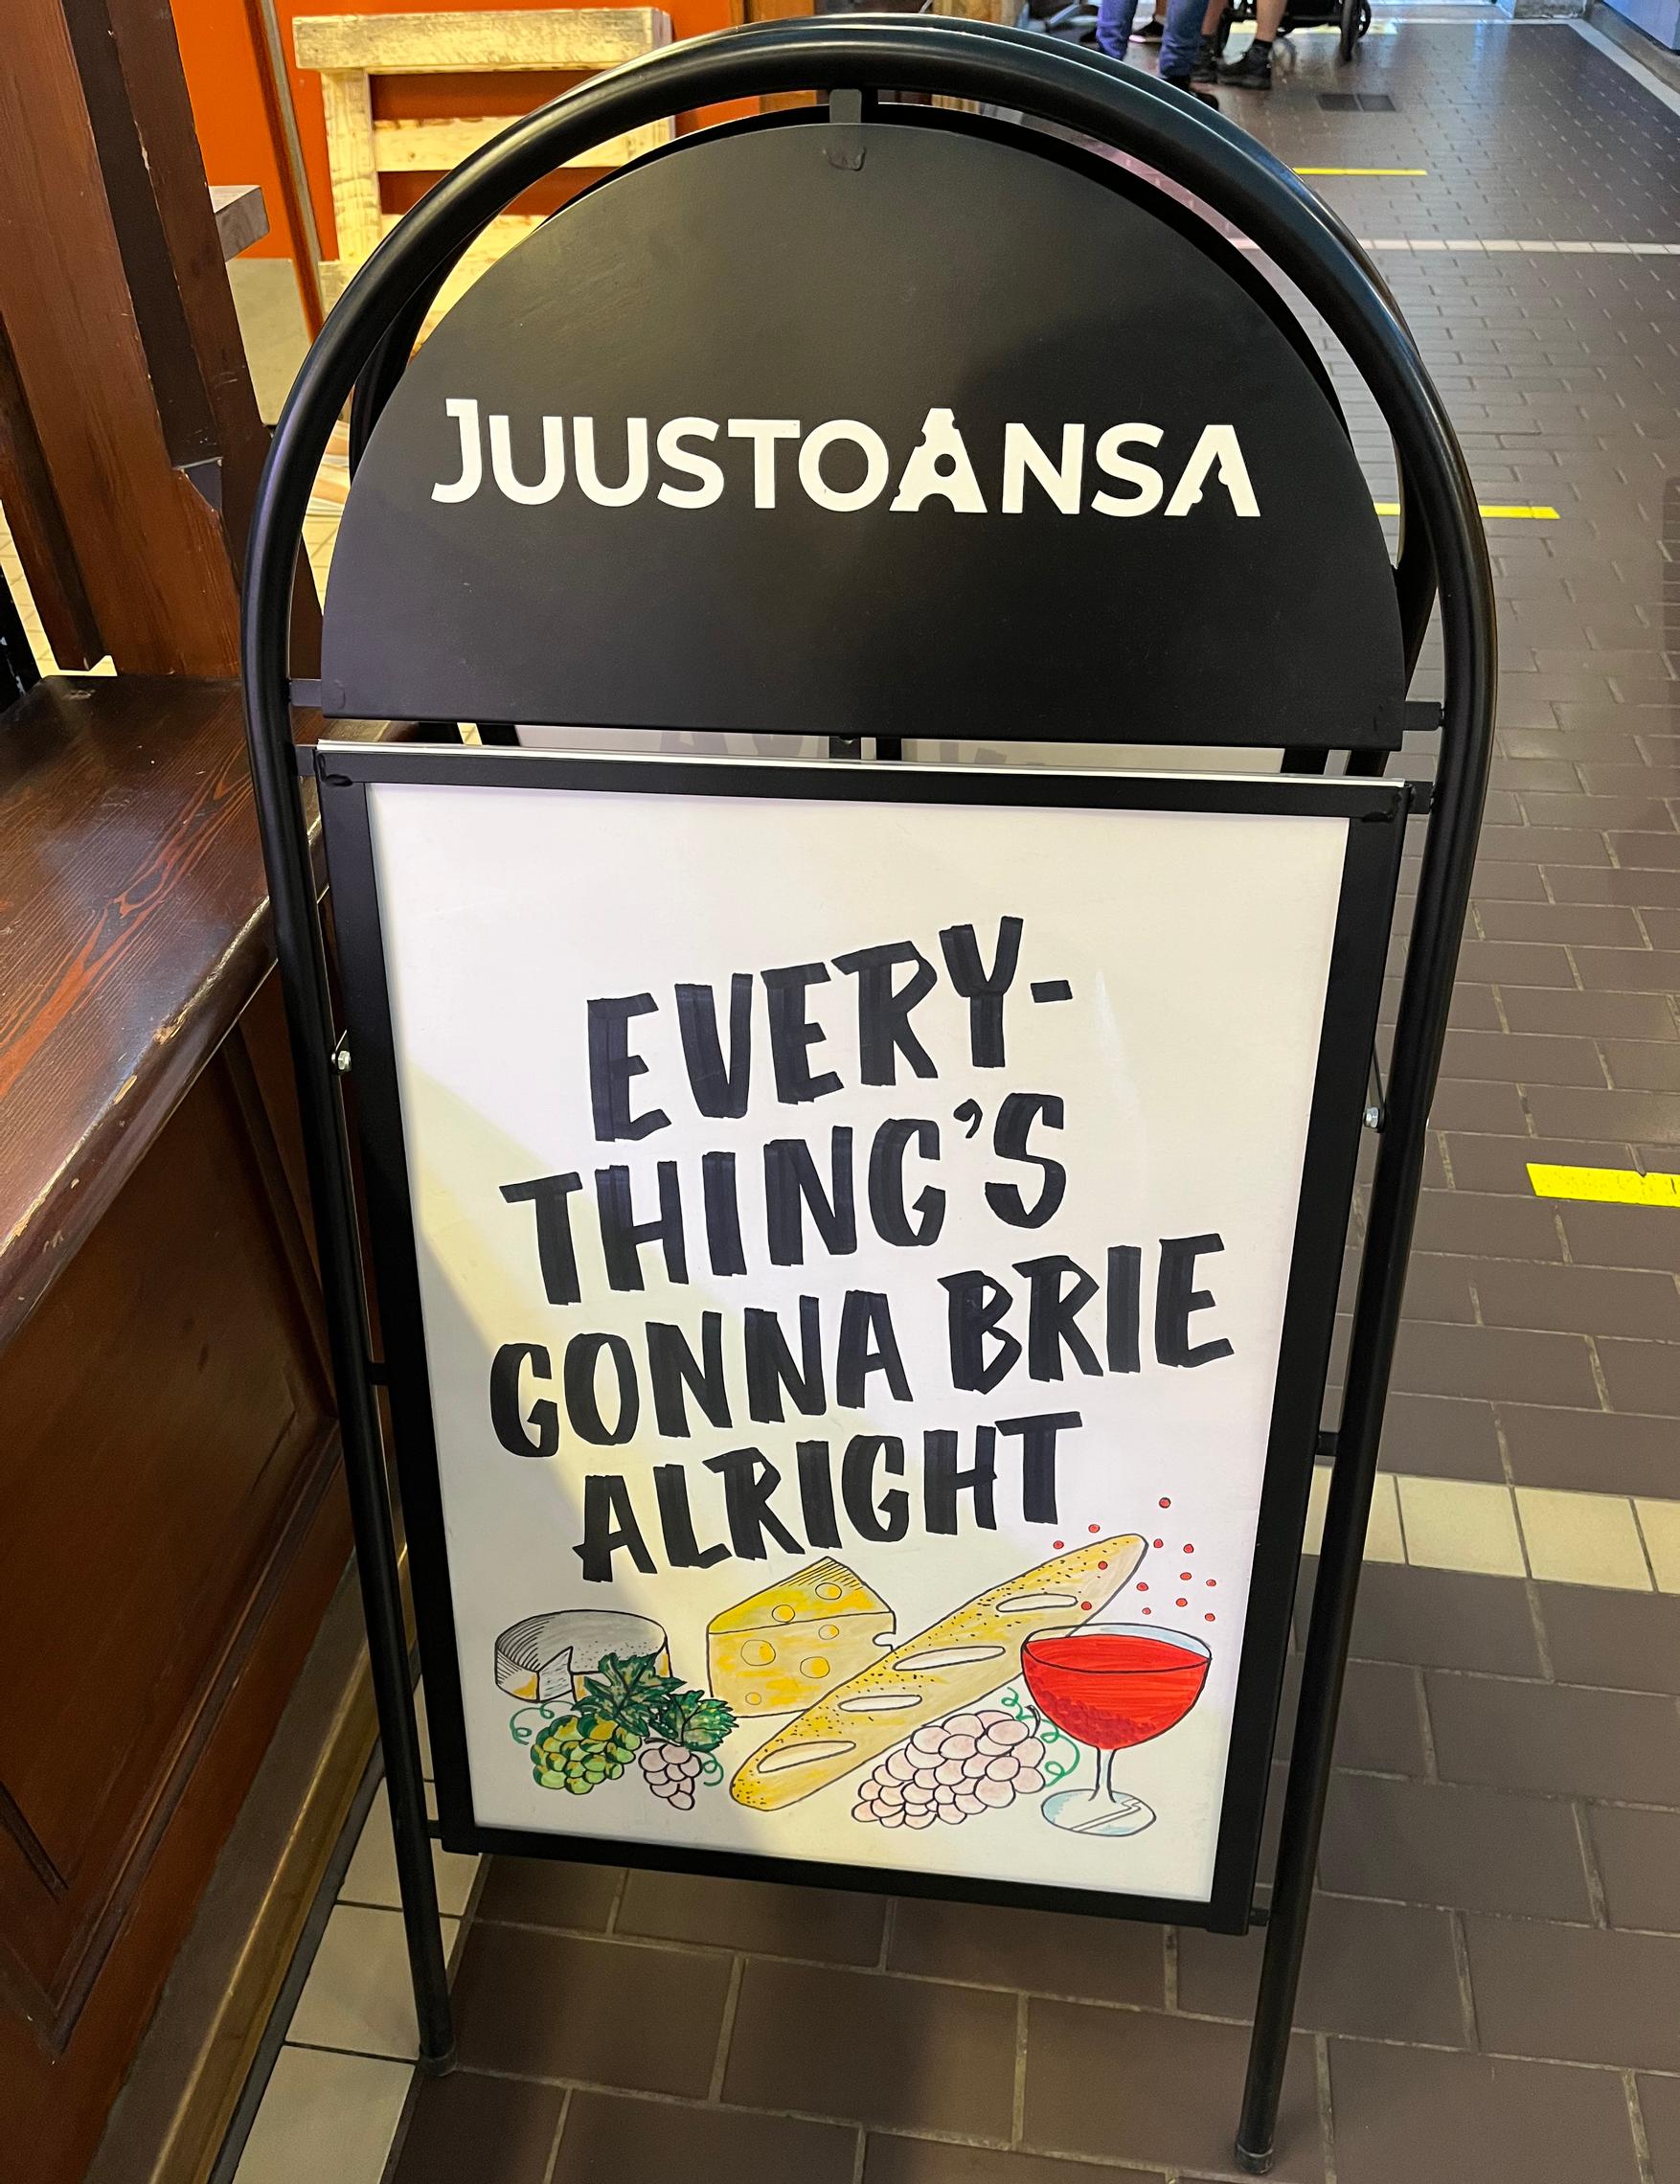 JUUSTOANSA
EVERY-
THING'S
GONNA BRIE
ALRIGHT